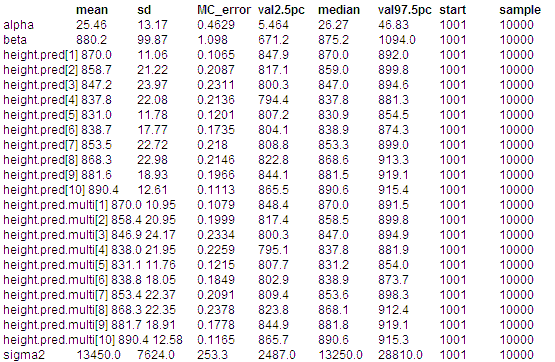 mean sd MC_error val2.5pc median val97.5pc start sample
alpha 25.46 13.17 0.4629 5.464 26.27 46.83 1001 10000
beta 880.2 99.87 1.098 671.2 875.2 1094.0 1001 10000
height.pred[1] 870.0 11.06 0.1065 847.9 870.0 892.0 1001 10000
height.pred[2] 858.7 21.22 0.2087 817.1 859.0 899.8 1001 10000
height.pred[3] 847.2 23.97 0.2311 800.3 847.0 894.6 1001 10000
height.pred[4] 837.8 22.08 0.2136 794.4 837.8 881.3 1001 10000
height.pred[5] 831.0 11.78 0.1201 807.2 830.9 854.5 1001 10000
height.pred[6] 838.7 17.77 0.1735 804.1 838.9 874.3 1001 10000
height.pred[7] 853.5 22.72 0.218 808.8 853.3 899.0 1001 10000
height.pred[8] 868.3 22.98 0.2146 822.8 868.6 913.3 1001 10000
height.pred[9] 881.6 18.93 0.1966 844.1 881.5 919.1 1001 10000
height.pred[10] 890.4 12.61 0.1113 865.5 890.6 915.4 1001 10000
height.pred.multi[1] 870.0 10.95 0.1079 848.4 870.0 891.5 1001 10000
height.pred.multi[2] 858.4 20.95 0.1999 817.4 858.5 899.8 1001 10000
height.pred.multi[3] 846.9 24.17 0.2334 800.3 847.0 894.9 1001 10000
height.pred.multi[4] 838.0 21.95 0.2259 795.1 837.8 881.9 1001 10000
height.pred.multi[5] 831.1 11.76 0.1215 807.7 831.2 854.0 1001 10000
height.pred.multi[6] 838.8 18.05 0.1849 802.9 838.9 873.7 1001 10000
height.pred.multi[7] 853.4 22.37 0.2091 809.4 853.6 898.3 1001 10000
height.pred.multi[8] 868.3 22.35 0.2378 823.8 868.1 912.4 1001 10000
height.pred.multi[9] 881.7 18.91 0.1778 844.9 881.8 919.1 1001 10000
height.pred.multi[10] 890.4 12.58 0.1165 865.7 890.6 915.3 1001 10000
sigma2 13450.0 7624.0 253.3 2487.0 13250.0 28810.0 1001 10000